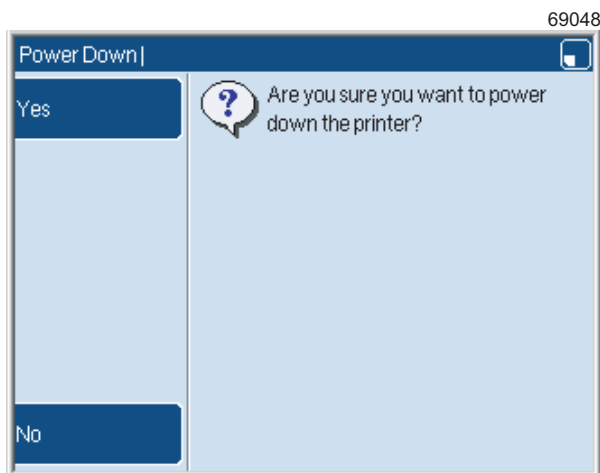 69048
Power Down|
Yes
? Are you sure you want to power
down the printer?
No